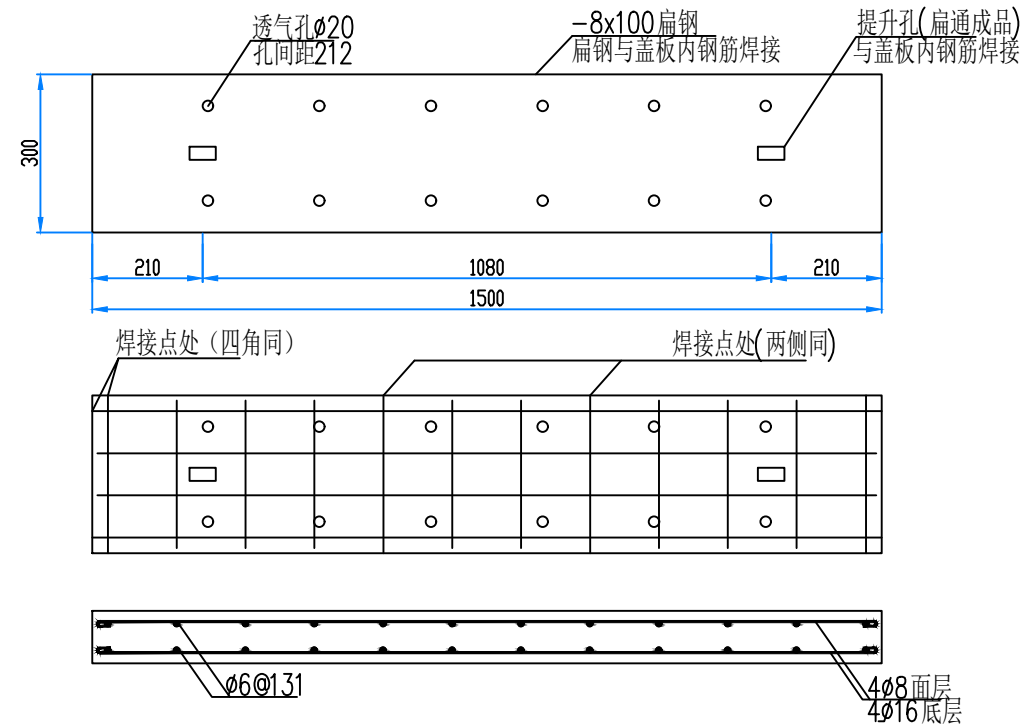 透气孔ø20
孔间距212
-8x100扁钢
扁钢与盖板内钢筋焊接
提升孔(扁通成品)
与盖板内钢筋焊接
300
210
1080
210
1500
焊接点处（四角同）
焊接点处(两侧同)
ø6@131
4ø8面层
4ø16底层